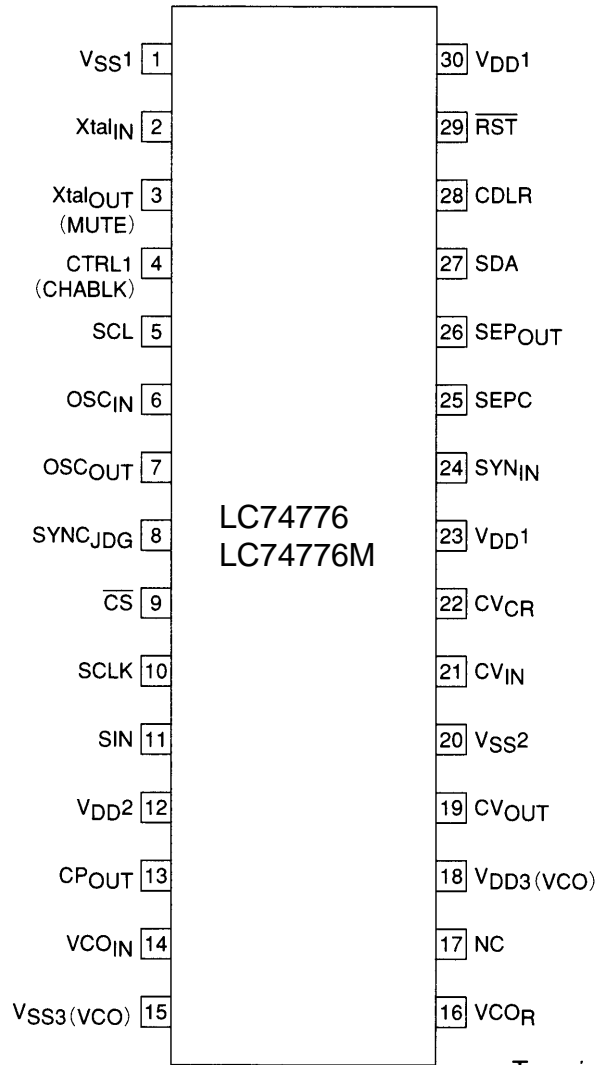 VSS1 1 30 VDD1
XtalIN 2 29 RST
XtalOUT 3 28 CDLR
(MUTE)
CTRL1 4 27 SDA
(CHABLK)
SCL 5 26 SEPOUT
OSCIN 6 25 SEPC
OSCOUT 7 24 SYNIN
LC74776
SYNCJDG 8 23 VDD1
LC74776M
CS 9 22 CVCR
SCLK 10 21 CVIN
SIN 11 20 VSS2
VDD2 12 19 CVOUT
CPOUT 13 18 VDD3(VCO)
VCOIN 14 17 NC
VSS3(VCO) 15 16 VCOR